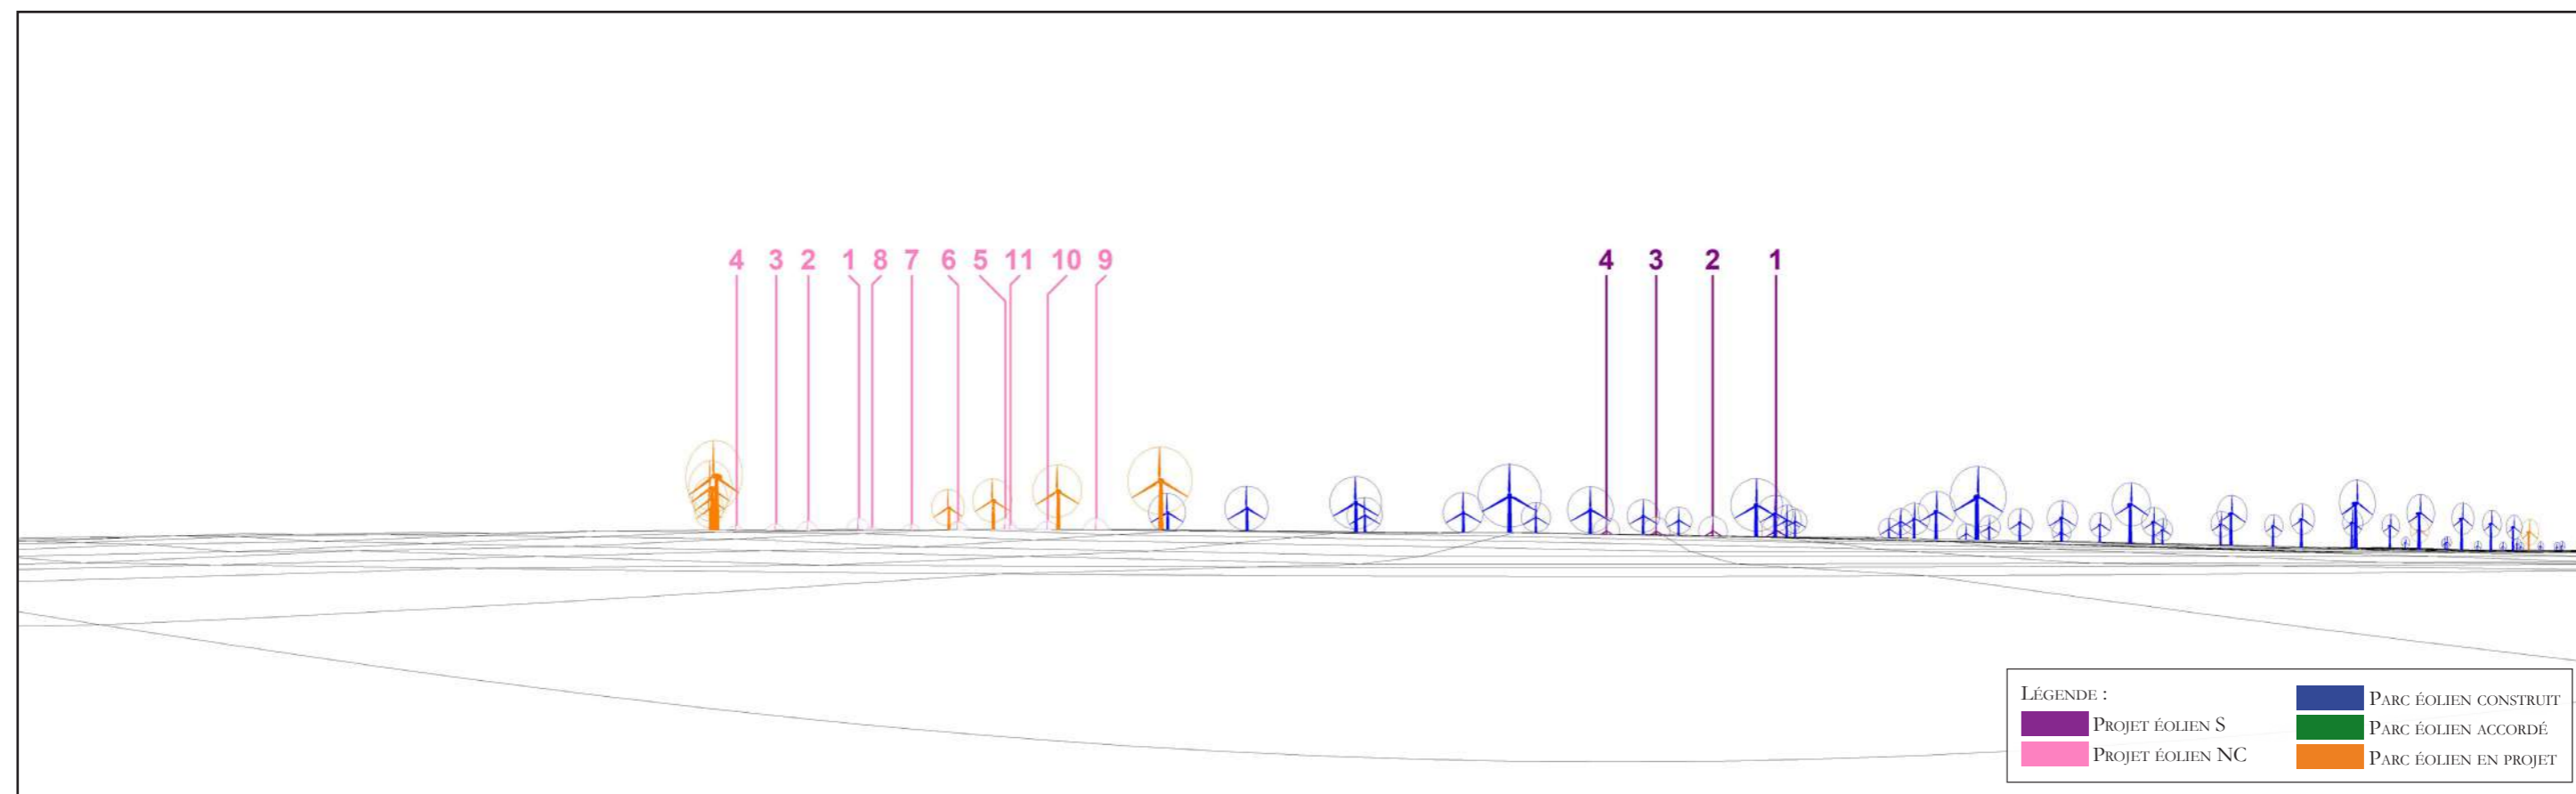 4 3 2 1 8 7 6 5 11 10 9 4 3 2 1
Légende :
Projet éolien S
Projet éolien NC
Parc éolien construit
Parc éolien accordé
Parc éolien en projet